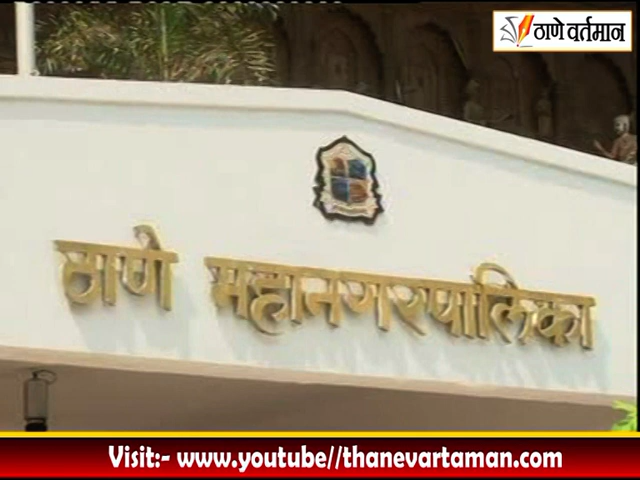 ठाणे वर्तमान
ठाणे महानगरपालिका
Visit:- www.youtube//thanevartaman.com